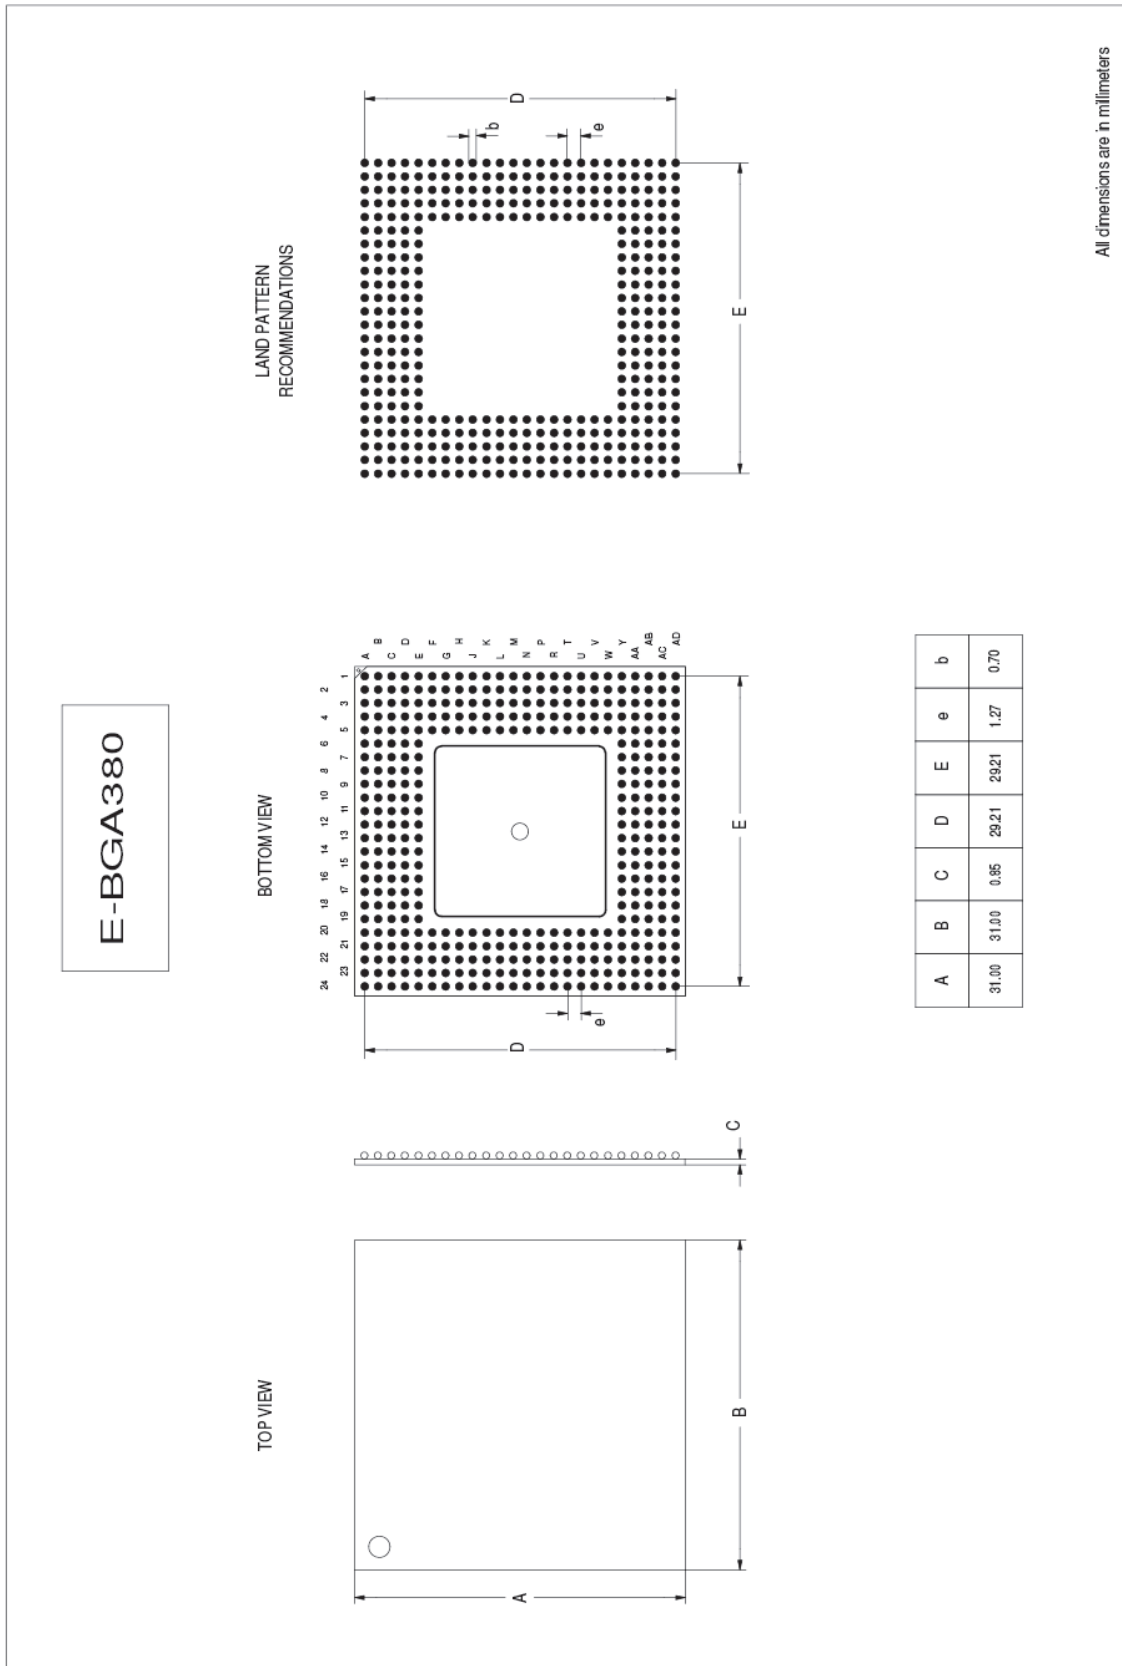 E-BGA380
TOP VIEW
BOTTOM VIEW
LAND PATTERN
RECOMMENDATIONS
A
B
C
D
e
E
24 23 22 21 20 19 18 17 16 15 14 13 12 11 10 9 8 7 6 5 4 3 2 1
A B C D E F G H J K L M N P R T U V W Y AA AB AC AD
D
b
e
E
A B C D E e b
31.00 31.00 0.85 29.21 29.21 1.27 0.70
All dimensions are in millimeters